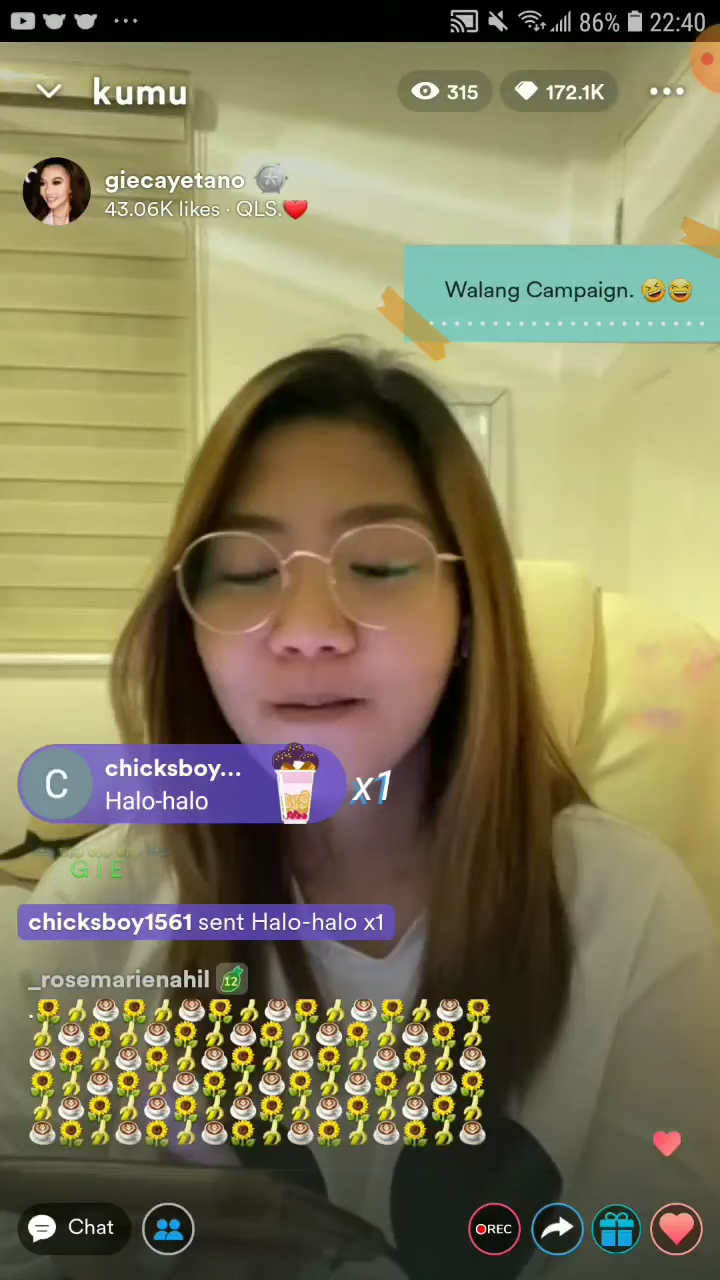 86% 22:40
kumu 315 172.1K
giecayetano
43.06K likes · QLS.❤️
Walang Campaign. 🤣😂
chicksboy...
Halo-halo x1
G I E
chicksboy1561 sent Halo-halo x1
_rosemarienahil 12
Chat REC